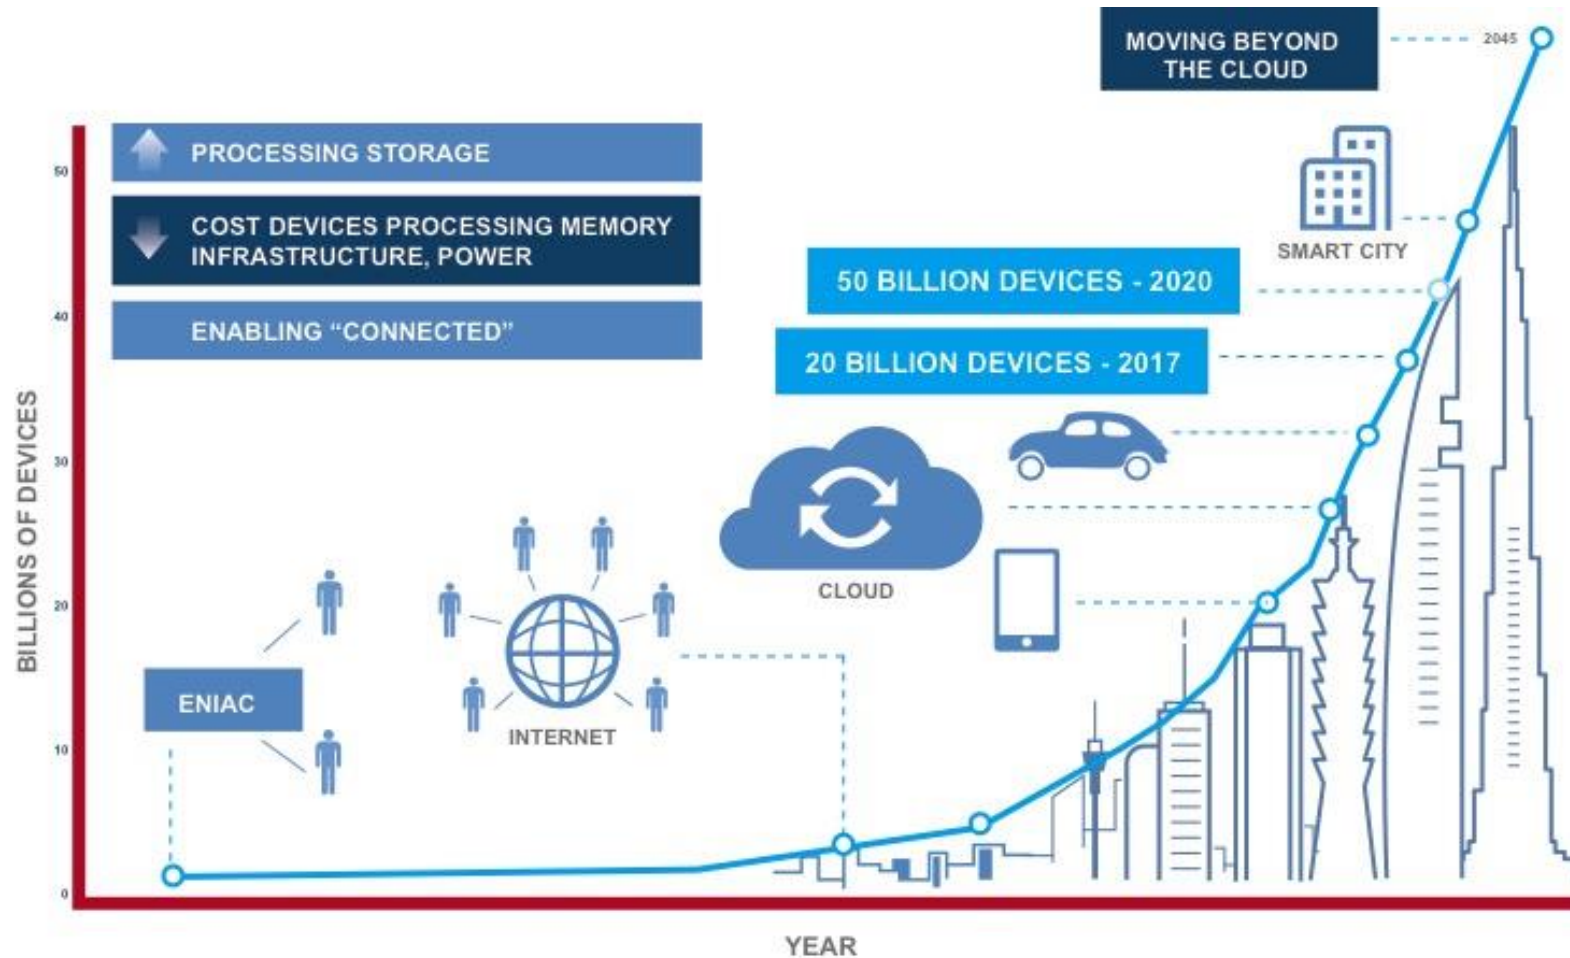 MOVING BEYOND
THE CLOUD
2045
PROCESSING STORAGE
COST DEVICES PROCESSING MEMORY
INFRASTRUCTURE, POWER
ENABLING “CONNECTED”
SMART CITY
50 BILLION DEVICES - 2020
20 BILLION DEVICES - 2017
CLOUD
INTERNET
ENIAC
BILLIONS OF DEVICES
50
40
30
20
10
0
YEAR